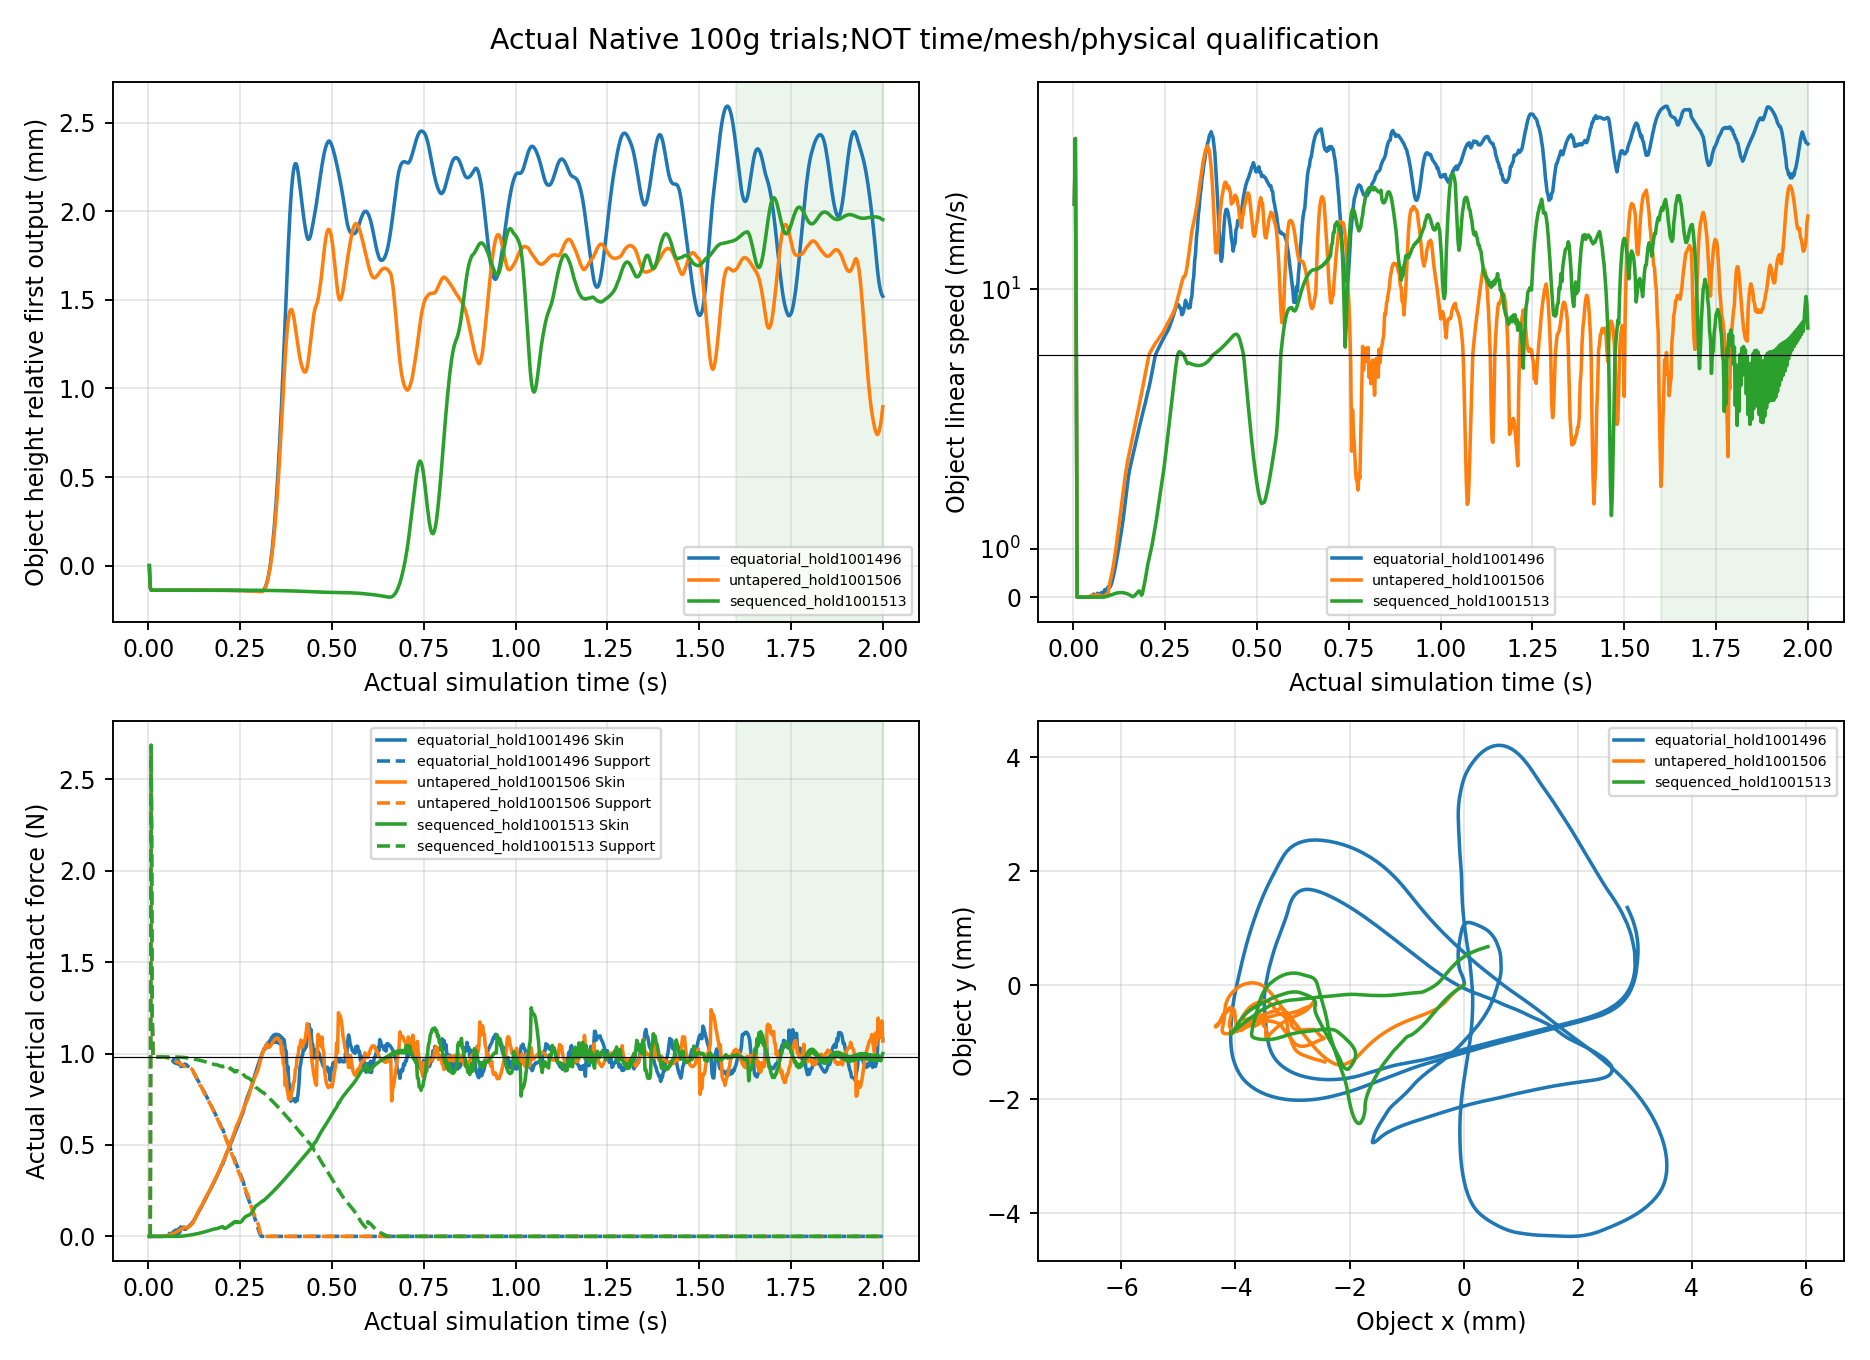 Actual Native 100g trials;NOT time/mesh/physical qualification
Object height relative first output (mm)
2.5
2.0
1.5
1.0
0.5
0.0
equatorial_hold1001496
untapered_hold1001506
sequenced_hold1001513
0.00 0.25 0.50 0.75 1.00 1.25 1.50 1.75 2.00
Actual simulation time (s)
Object linear speed (mm/s)
10¹
10⁰
0
equatorial_hold1001496
untapered_hold1001506
sequenced_hold1001513
0.00 0.25 0.50 0.75 1.00 1.25 1.50 1.75 2.00
Actual simulation time (s)
Actual vertical contact force (N)
2.5
2.0
1.5
1.0
0.5
0.0
equatorial_hold1001496 Skin
equatorial_hold1001496 Support
untapered_hold1001506 Skin
untapered_hold1001506 Support
sequenced_hold1001513 Skin
sequenced_hold1001513 Support
0.00 0.25 0.50 0.75 1.00 1.25 1.50 1.75 2.00
Actual simulation time (s)
Object y (mm)
4
2
0
−2
−4
equatorial_hold1001496
untapered_hold1001506
sequenced_hold1001513
−6 −4 −2 0 2 4 6
Object x (mm)